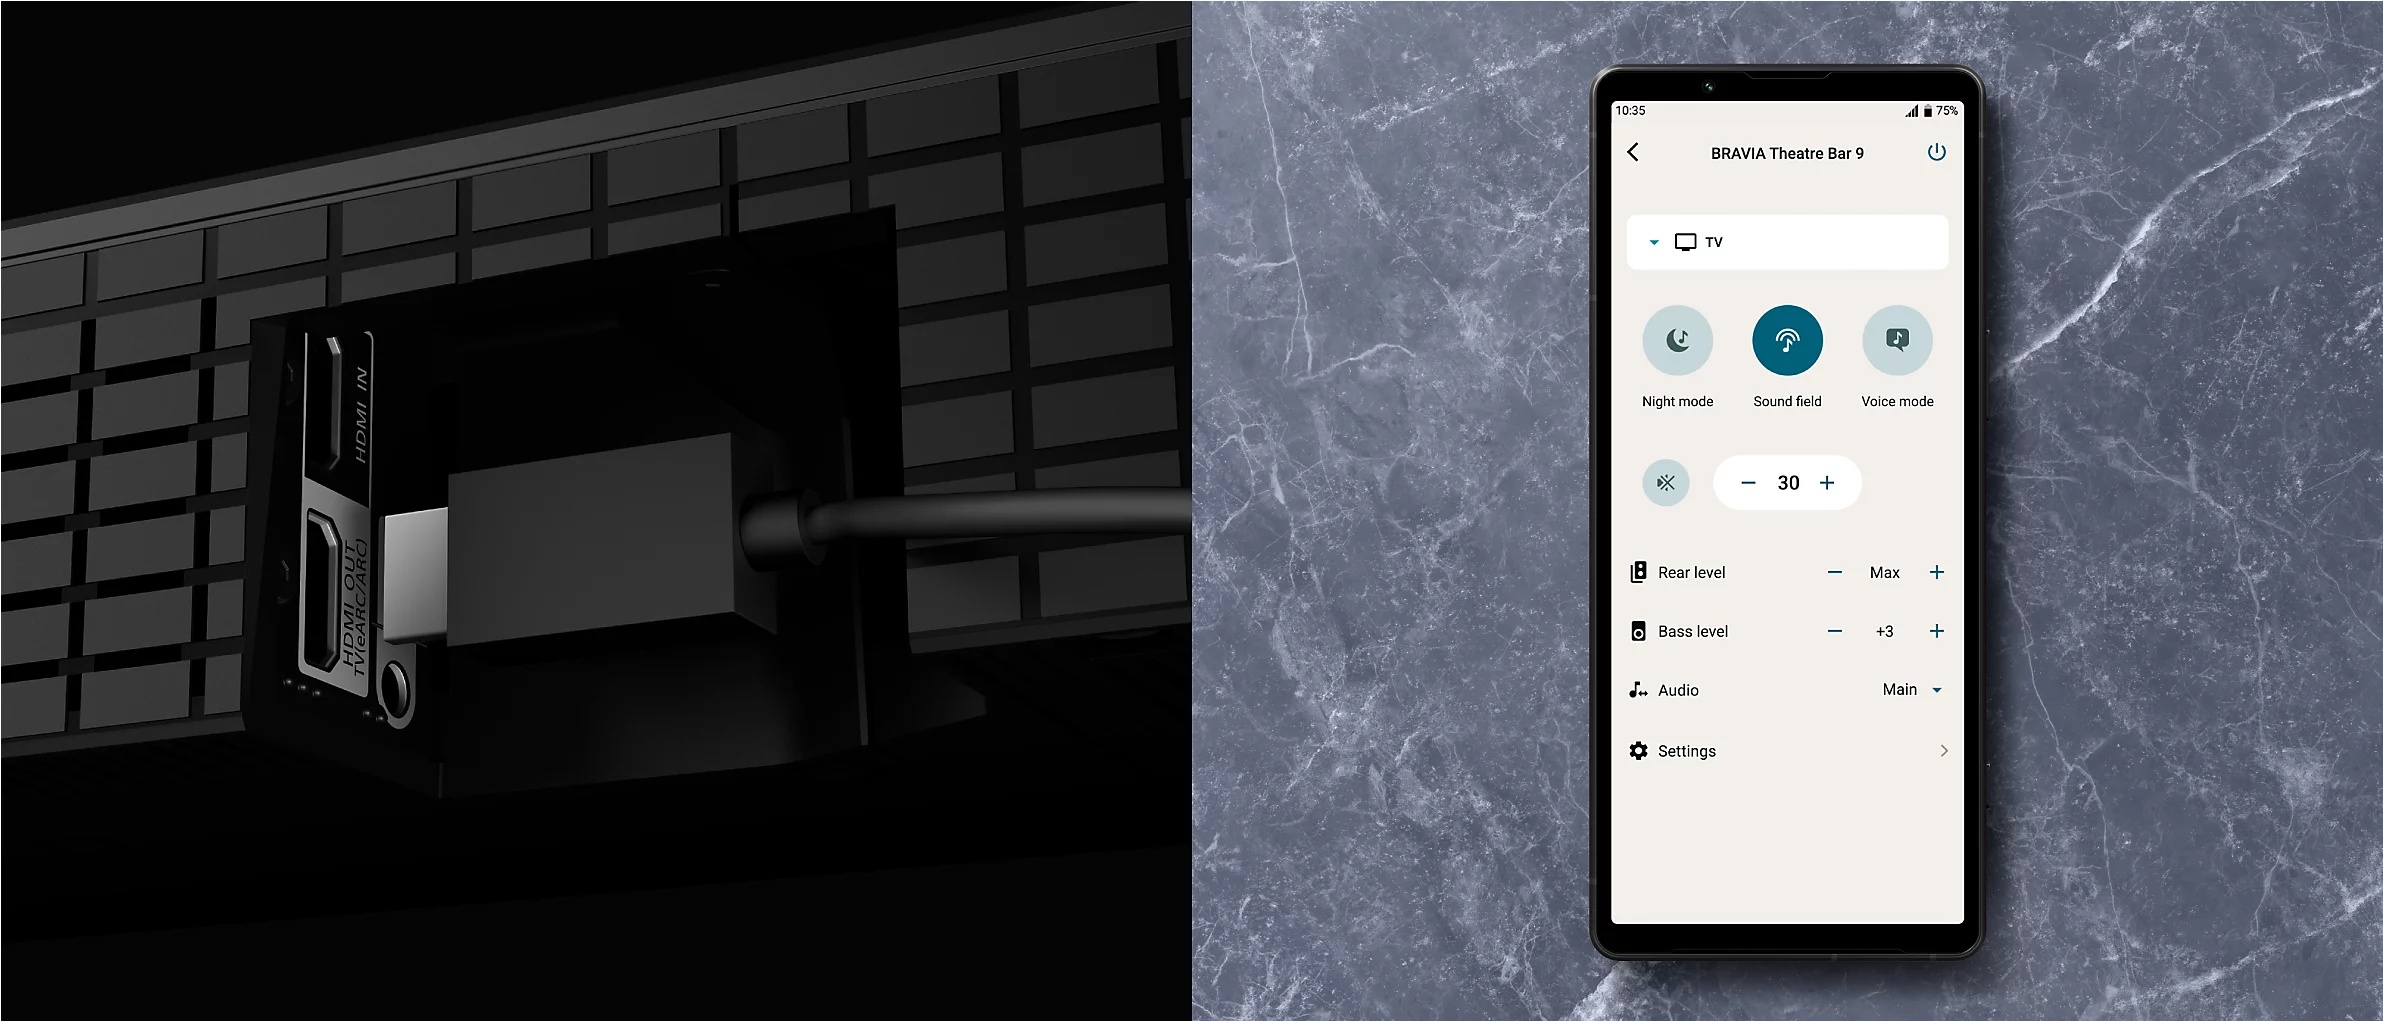 HDMI IN
HDMI OUT
TV(eARC/ARC)
10:35
75%
BRAVIA Theatre Bar 9
TV
Night mode
Sound field
Voice mode
30
Rear level
Max
Bass level
+3
Audio
Main
Settings